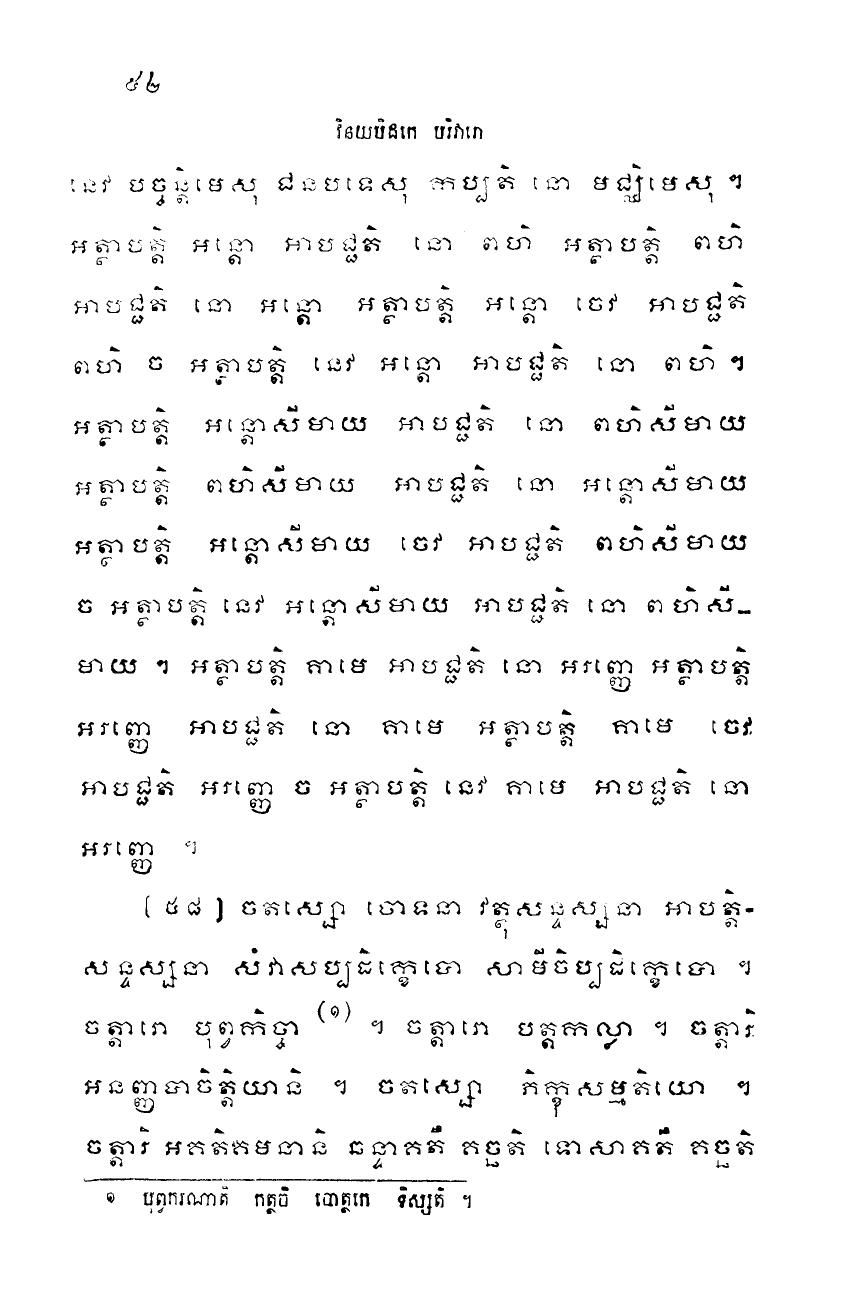 ៥២
វិនយបិដកេ បរិវារោ
នេវ បច្ចន្តិមេសុ ជនបទេសុ កប្បតិ នោ មជ្ឈិមេសុ ។
អត្ថាបត្តិ អន្តោ អាបជ្ជតិ នោ ពហិ អត្ថាបត្តិ ពហិ
អាបជ្ជតិ នោ អន្តោ អត្ថាបត្តិ អន្តោ ចេវ អាបជ្ជតិ
ពហិ ច អត្ថាបត្តិ នេវ អន្តោ អាបជ្ជតិ នោ ពហិ ។
អត្ថាបត្តិ អន្តោសីមាយ អាបជ្ជតិ នោ ពហិសីមាយ
អត្ថាបត្តិ ពហិសីមាយ អាបជ្ជតិ នោ អន្តោសីមាយ
អត្ថាបត្តិ អន្តោសីមាយ ចេវ អាបជ្ជតិ ពហិសីមាយ
ច អត្ថាបត្តិ នេវ អន្តោសីមាយ អាបជ្ជតិ នោ ពហិសី-
មាយ ។ អត្ថាបត្តិ គាមេ អាបជ្ជតិ នោ អរញ្ញេ អត្ថាបត្តិ
អរញ្ញេ អាបជ្ជតិ នោ គាមេ អត្ថាបត្តិ គាមេ ចេវ
អាបជ្ជតិ អរញ្ញេ ច អត្ថាបត្តិ នេវ គាមេ អាបជ្ជតិ នោ
អរញ្ញេ ។
[៥៨] ចតស្សោ ចោទនា វត្ថុសន្ទស្សនា អាបត្តិ-
សន្ទស្សនា សំវាសប្បដិក្ខេបោ សាមីចិប្បដិក្ខេបោ ។
ចត្តារោ បុព្វកិច្ចា (១) ។ ចត្តារោ បត្តកល្លា ។ ចត្តារិ
អនញ្ញបាចិត្តិយានិ ។ ចតស្សោ ភិក្ខុសម្មតិយោ ។
ចត្តារិ អគតិគមនានិ ឆន្ទាគតឹ គច្ឆតិ ទោសាគតឹ គច្ឆតិ
១ បុព្វករណាតិ កត្ថចិ បោត្ថកេ ទិស្សតិ ។